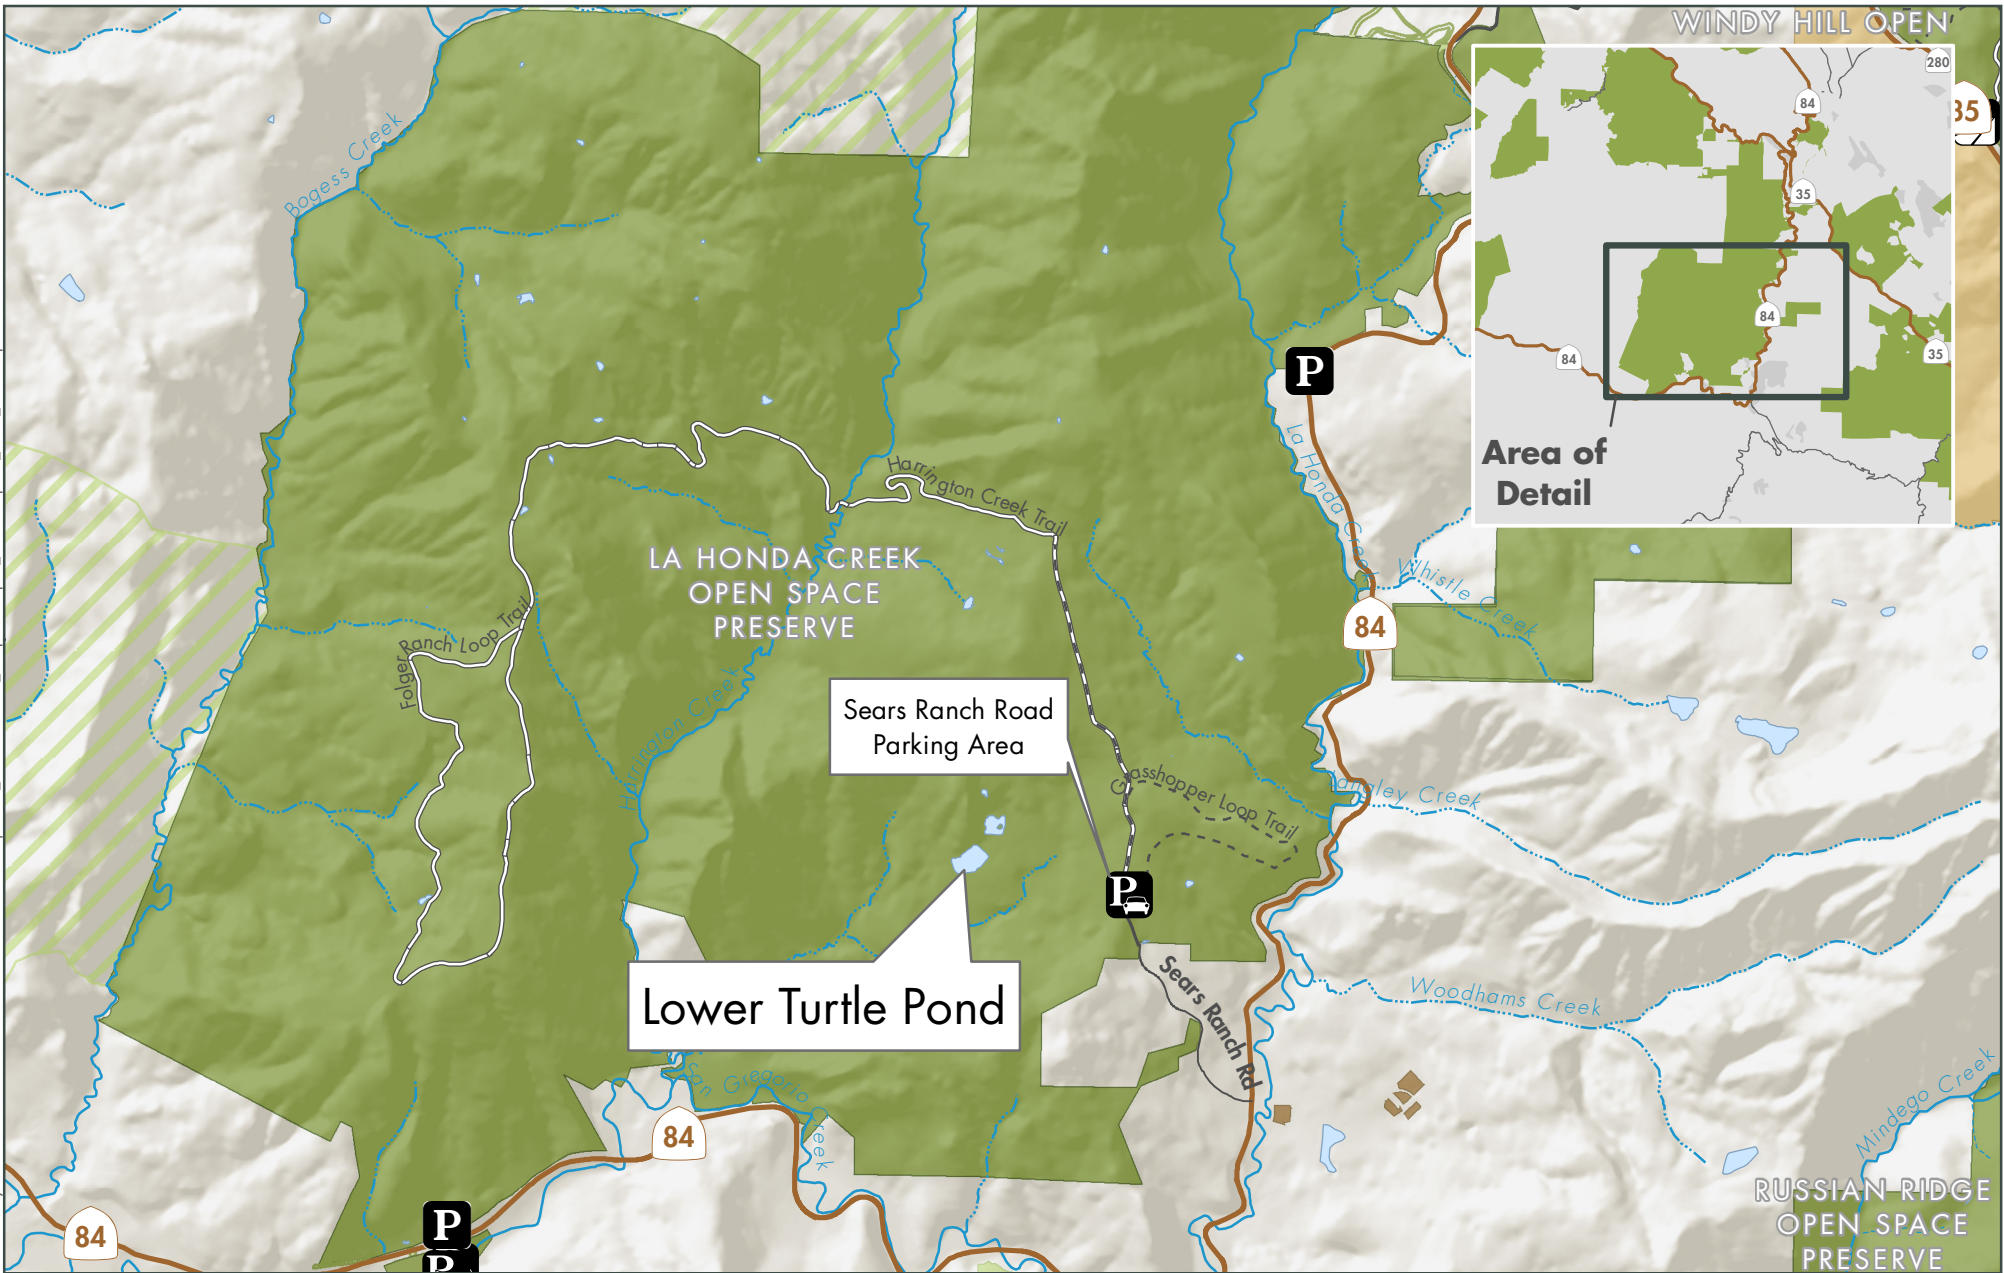 WINDY HILL OPEN
280
84
35
35
84
84
35
Area of
Detail
Bogess Creek
P
La Honda Creek
Harrington Creek Trail
LA HONDA CREEK
OPEN SPACE
PRESERVE
Whistle Creek
84
Folger Ranch Loop Trail
Harrington Creek
Sears Ranch Road
Parking Area
Grasshopper Loop Trail
Langley Creek
P
Lower Turtle Pond
Sears Ranch Rd
Woodhams Creek
San Gregorio Creek
84
Mindego Creek
RUSSIAN RIDGE
OPEN SPACE
PRESERVE
P
84
P